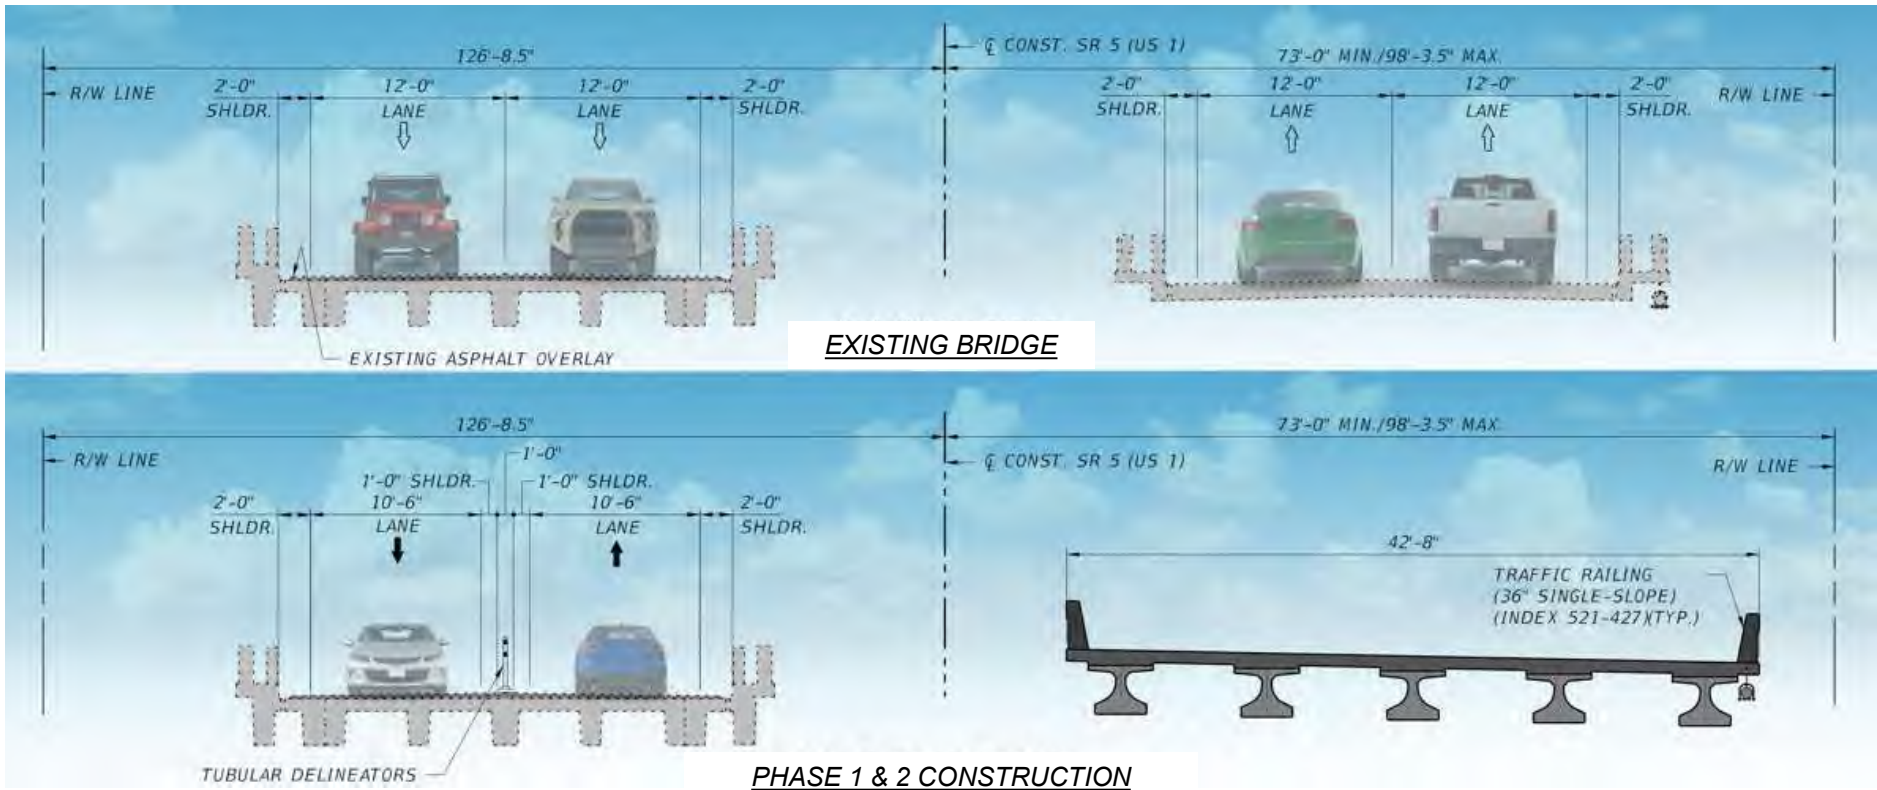 126'-8.5"
℄ CONST. SR 5 (US 1)
73'-0" MIN./98'-3.5" MAX.
R/W LINE
2'-0"
SHLDR.
12'-0"
LANE
12'-0"
LANE
2'-0"
SHLDR.
2'-0"
SHLDR.
12'-0"
LANE
12'-0"
LANE
2'-0"
SHLDR.
R/W LINE
EXISTING ASPHALT OVERLAY
EXISTING BRIDGE
126'-8.5"
73'-0" MIN./98'-3.5" MAX.
R/W LINE
℄ CONST. SR 5 (US 1)
R/W LINE
1'-0"
1'-0" SHLDR.
1'-0" SHLDR.
2'-0"
SHLDR.
10'-6"
LANE
10'-6"
LANE
2'-0"
SHLDR.
42'-8"
TRAFFIC RAILING
(36" SINGLE-SLOPE)
(INDEX 521-427)(TYP.)
TUBULAR DELINEATORS
PHASE 1 & 2 CONSTRUCTION